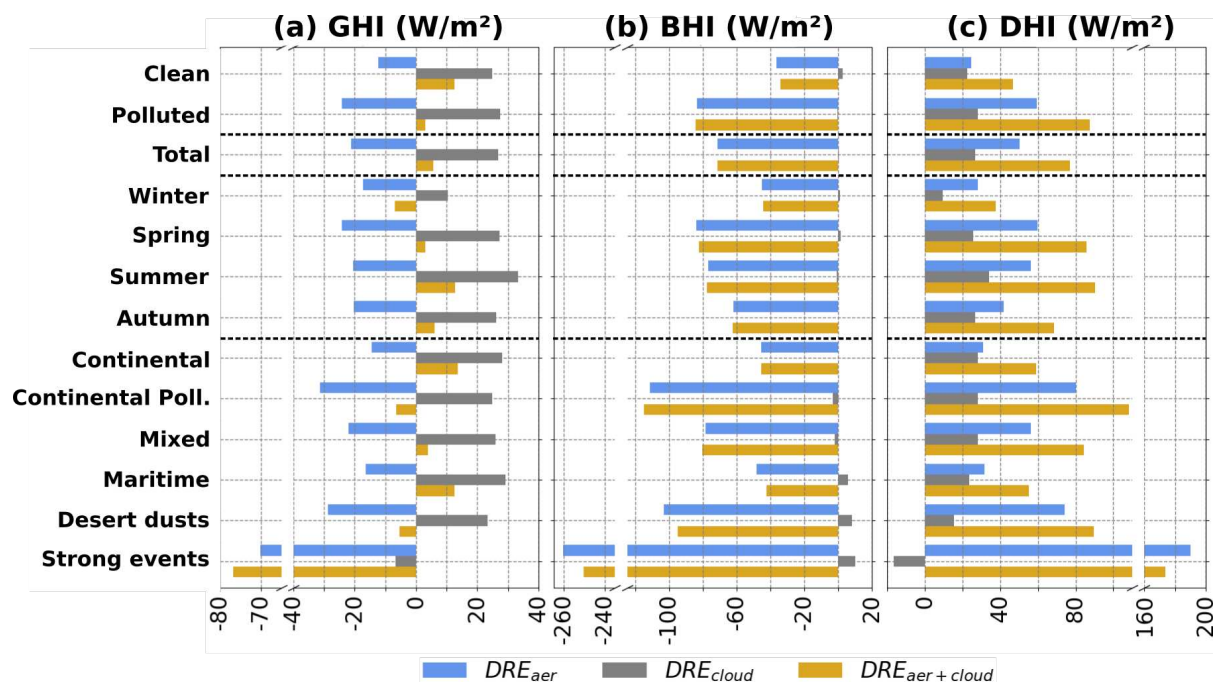 (a) GHI (W/m²) (b) BHI (W/m²) (c) DHI (W/m²)
Clean
Polluted
Total
Winter
Spring
Summer
Autumn
Continental
Continental Poll.
Mixed
Maritime
Desert dusts
Strong events
-80 -70 -40 -20 0 20 40 -260 -240 -100 -60 -20 20 0 40 80 160 200
DRE_aer DRE_cloud DRE_aer+cloud